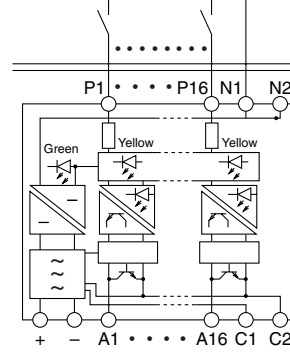 P1 • • • • P16 N1 N2
Green
Yellow
Yellow
+ − A1 • • • • A16 C1 C2